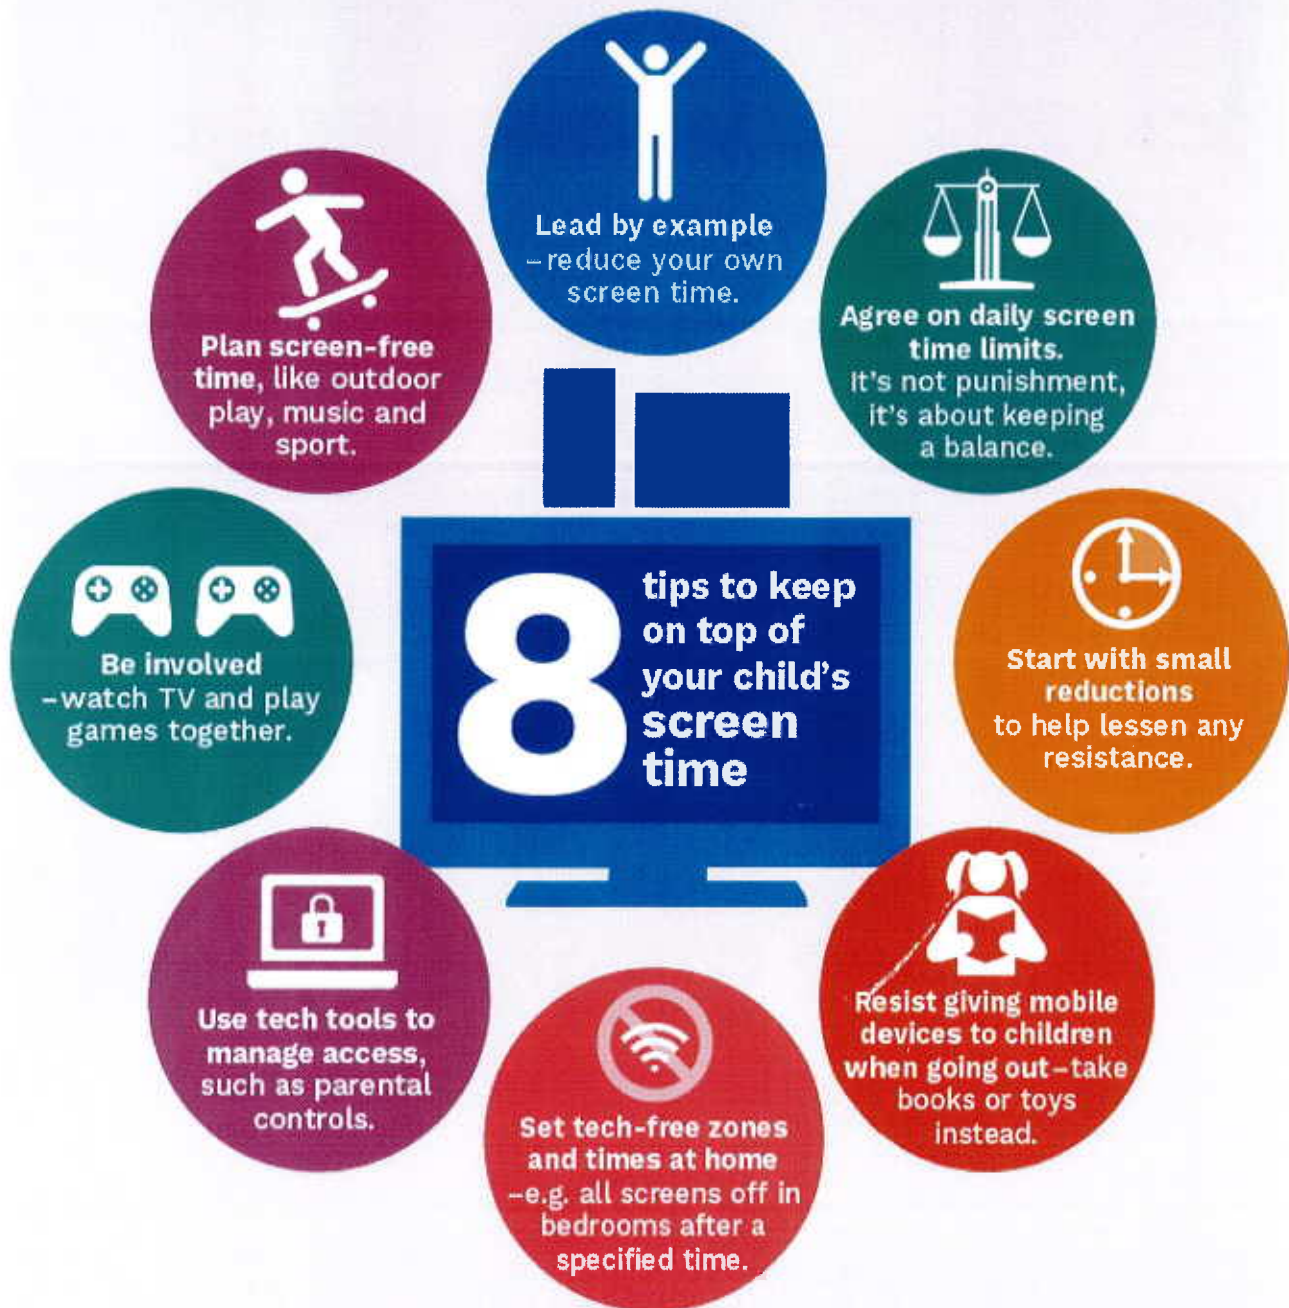 8
tips to keep
on top of
your child's
screen
time
Lead by example
–reduce your own
screen time.
Agree on daily screen
time limits.
It's not punishment,
it's about keeping
a balance.
Start with small
reductions
to help lessen any
resistance.
Resist giving mobile
devices to children
when going out–take
books or toys
instead.
Set tech-free zones
and times at home
–e.g. all screens off in
bedrooms after a
specified time.
Use tech tools to
manage access,
such as parental
controls.
Be involved
–watch TV and play
games together.
Plan screen-free
time, like outdoor
play, music and
sport.